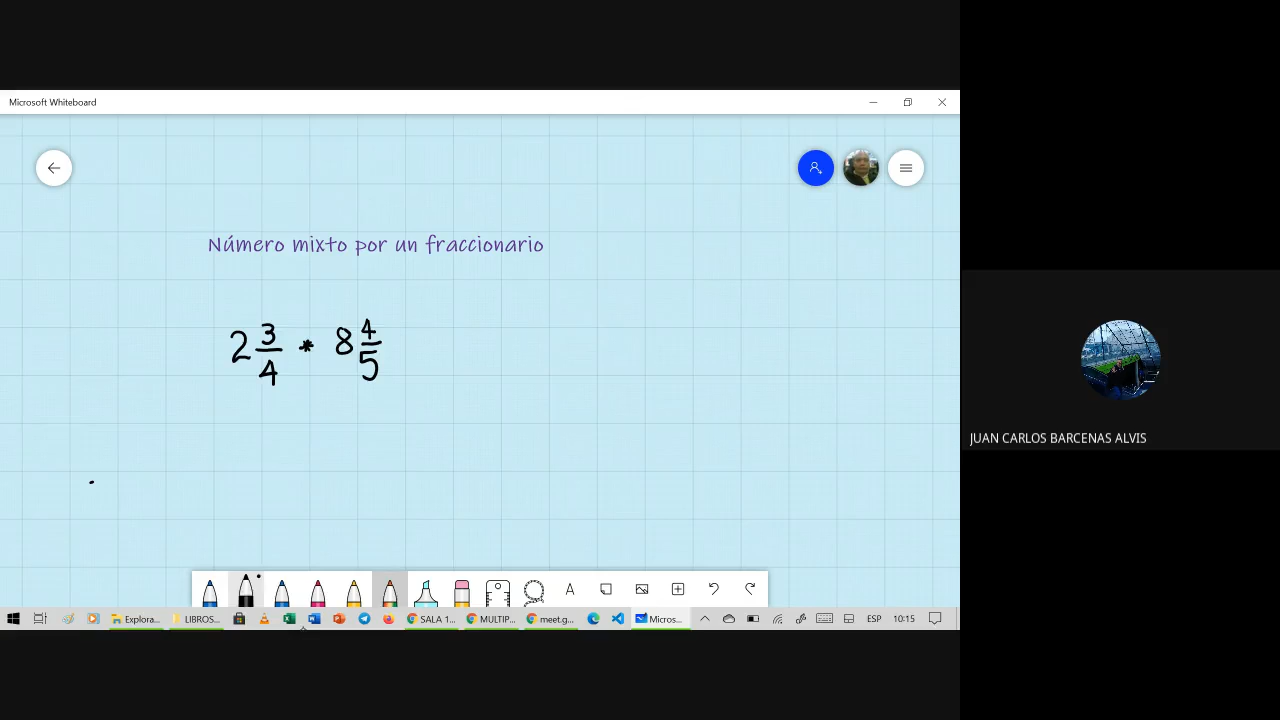 Microsoft Whiteboard
Número mixto por un fraccionario
2 3/4 * 8 4/5
JUAN CARLOS BARCENAS ALVIS
A
Explora...
LIBROS...
SALA 1...
MULTIP...
meet.g...
Micros...
ESP
10:15